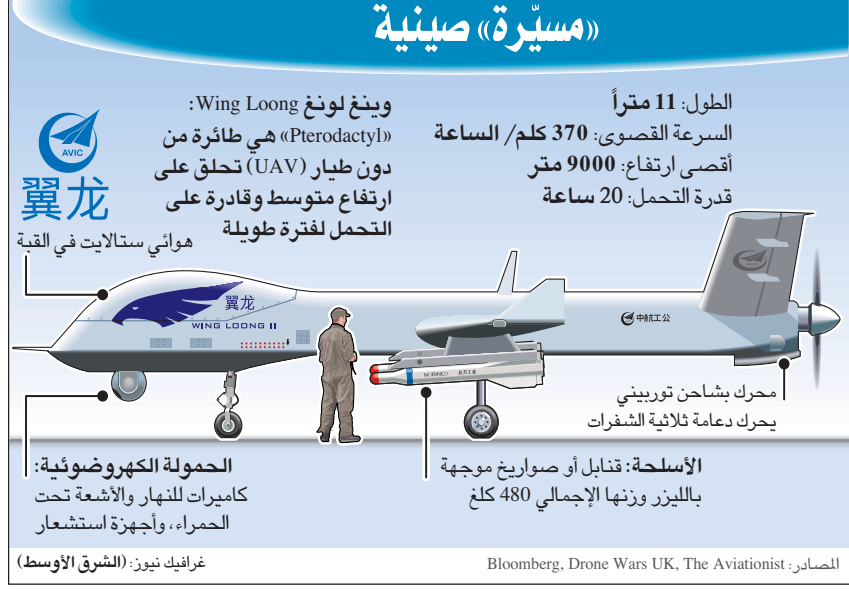 «مسيّرة» صينية
الطول: 11 متراً
السرعة القصوى: 370 كلم/ الساعة
أقصى ارتفاع: 9000 متر
قدرة التحمل: 20 ساعة
وينغ لونغ Wing Loong:
«Pterodactyl» هي طائرة من
دون طيار (UAV) تحلق على
ارتفاع متوسط وقادرة على
التحمل لفترة طويلة
AVIC
翼龙
هوائي ستالايت في القبة
翼龙
WING LOONG II
中航工公
NORINCO
محرك بشاحن توربيني
يحرك دعامة ثلاثية الشفرات
الأسلحة: قنابل أو صواريخ موجهة
بالليزر وزنها الإجمالي 480 كلغ
الحمولة الكهروضوئية:
كاميرات للنهار والأشعة تحت
الحمراء، وأجهزة استشعار
المصادر: Bloomberg, Drone Wars UK, The Aviationist
غرافيك نيوز: (الشرق الأوسط)